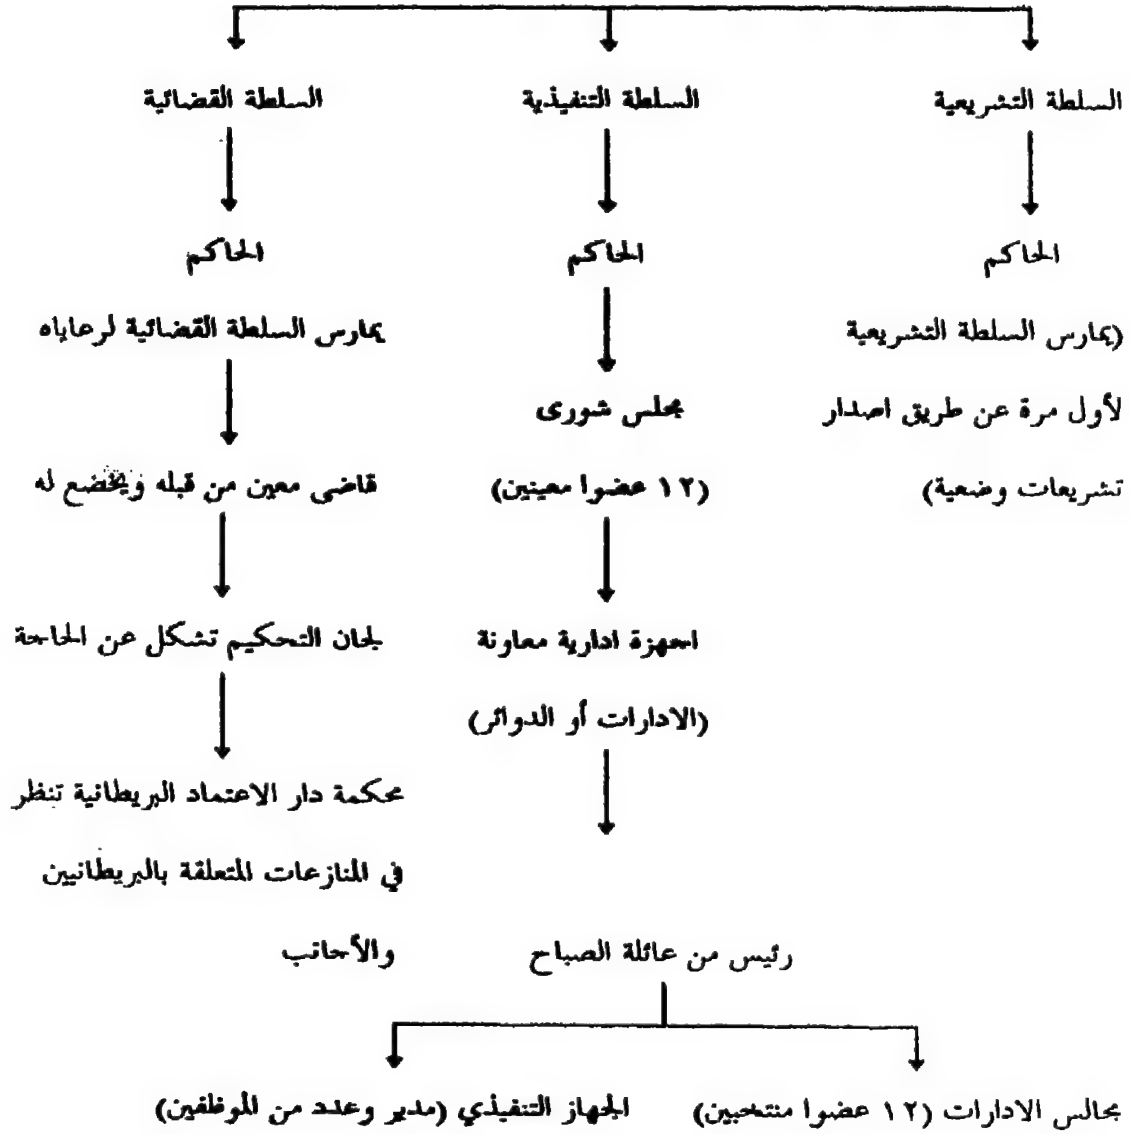 السلطة التشريعية
السلطة التنفيذية
السلطة القضائية
الحاكم
الحاكم
الحاكم
(يمارس السلطة التشريعية
لأول مرة عن طريق اصدار
تشريعات وضعية)
مجلس شورى
(١٢ عضوا معينين)
اجهزة ادارية معاونة
(الادارات أو الدوائر)
رئيس من عائلة الصباح
يمارس السلطة القضائية لرعاياه
قاضى معين من قبله ويخضع له
لجان التحكيم تشكل عن الحاجة
محكمة دار الاعتماد البريطانية تنظر
في المنازعات المتعلقة بالبريطانيين
والأجانب
مجالس الادارات (١٢ عضوا منتخبين)
الجهاز التنفيذي (مدير وعدد من الموظفين)